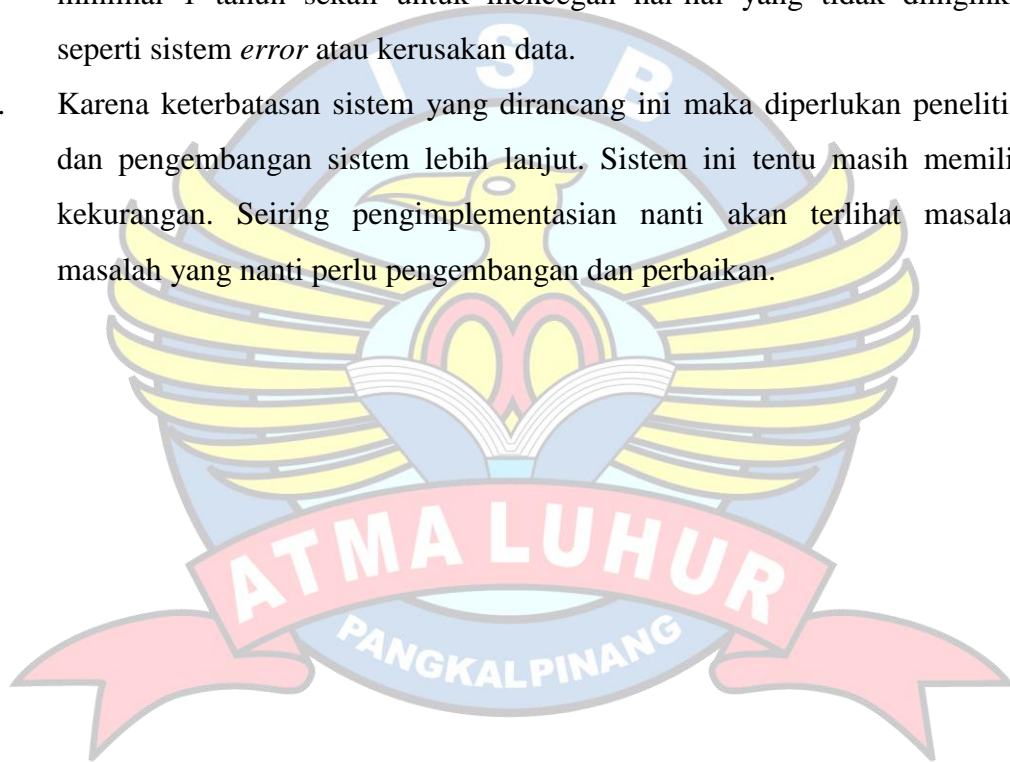 minimal 1 tahun sekali untuk mencegah hal-hal yang tidak diingink
seperti sistem error atau kerusakan data.
. Karena keterbatasan sistem yang dirancang ini maka diperlukan peneliti
dan pengembangan sistem lebih lanjut. Sistem ini tentu masih memili
kekurangan. Seiring pengimplementasian nanti akan terlihat masala
masalah yang nanti perlu pengembangan dan perbaikan.
I S B
ATMA LUHUR
PANGKALPINANG